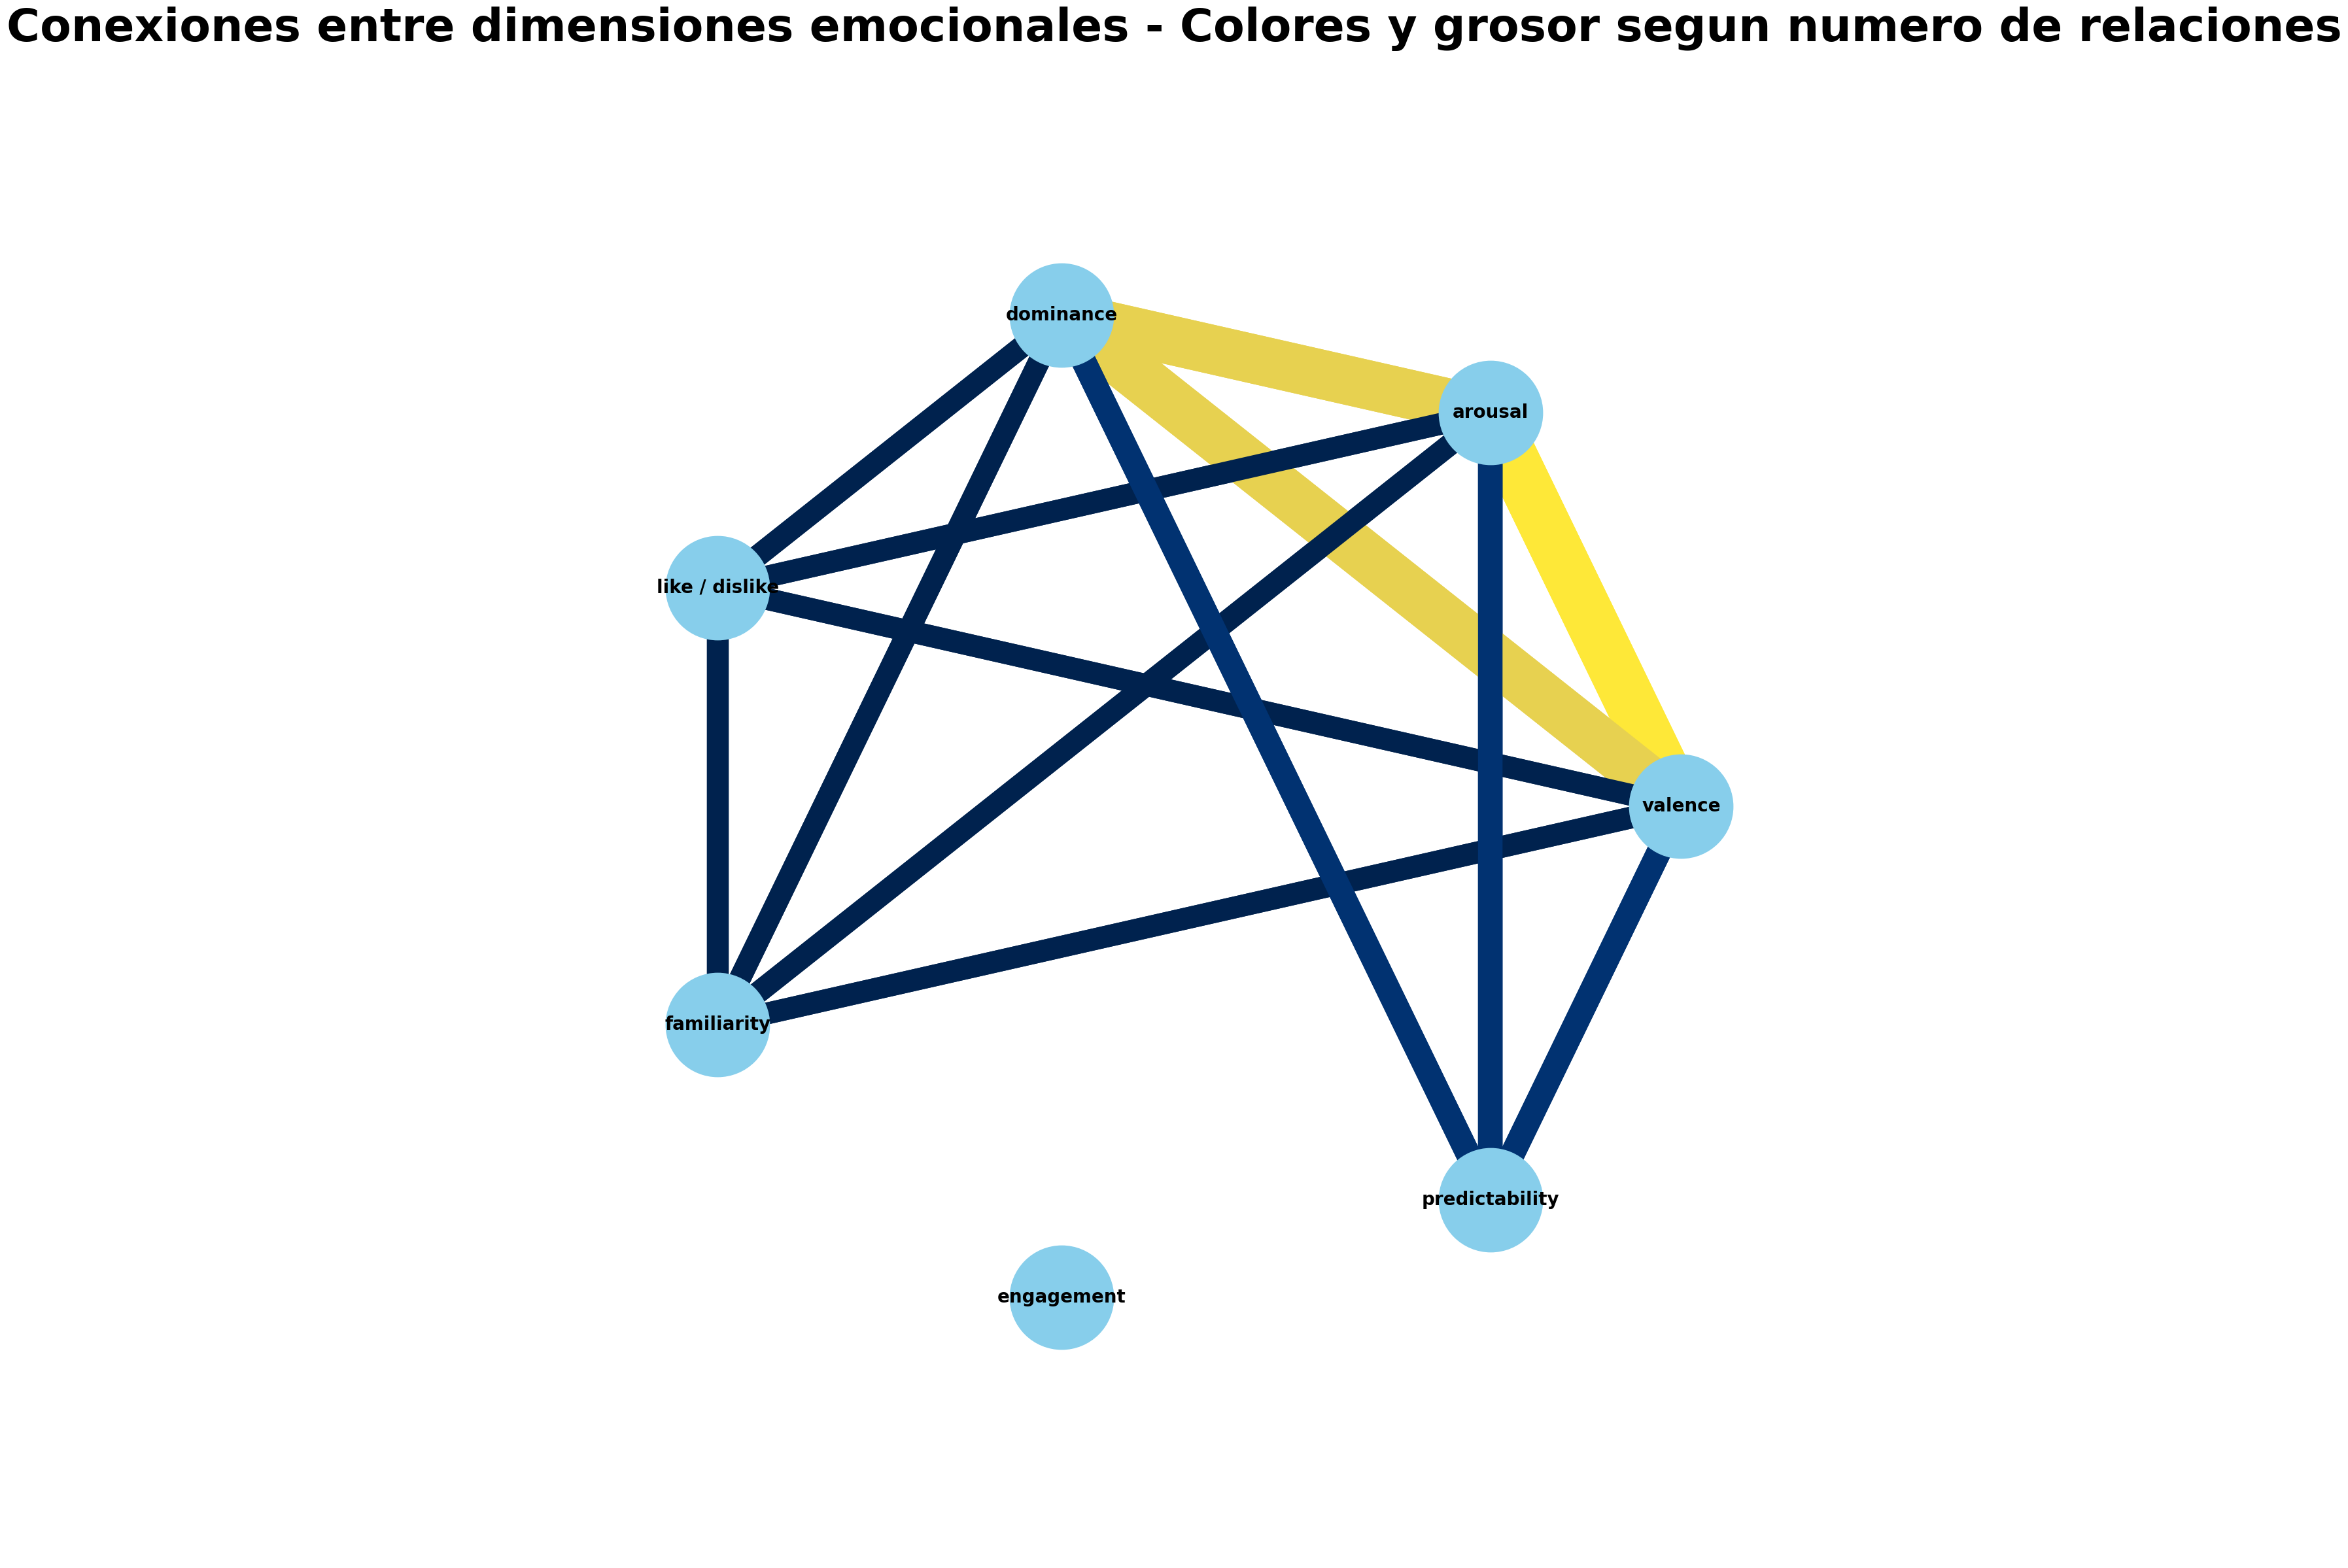 Conexiones entre dimensiones emocionales - Colores y grosor segun numero de relaciones
dominance
arousal
like / dislike
valence
familiarity
predictability
engagement